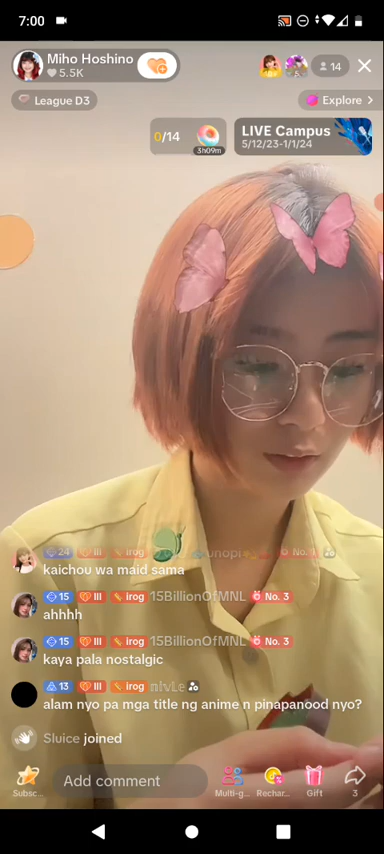 7:00
Miho Hoshino
5.5K
14
League D3
Explore
0/14
3h09m
LIVE Campus
5/12/23-1/1/24
24 III irog unopi No. 1
kaichou wa maid sama
15 III irog 15BillionOfMNL No. 3
ahhhh
15 III irog 15BillionOfMNL No. 3
kaya pala nostalgic
13 III irog
alam nyo pa mga title ng anime n pinapanood nyo?
Sluice joined
Add comment
Subsc...
Multi-g...
Rechar...
Gift
3